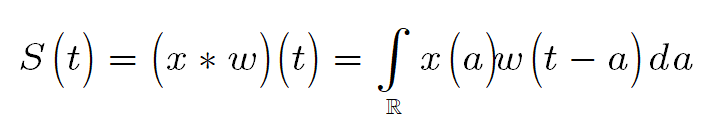 S(t) = (x ∗ w)(t) = ∫_ℝ x(a)w(t − a)da